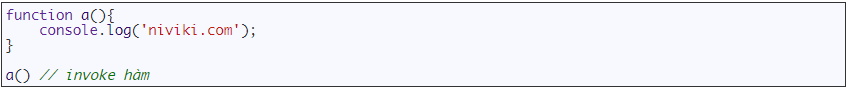 function a(){
    console.log('niviki.com');
}
a() // invoke hàm